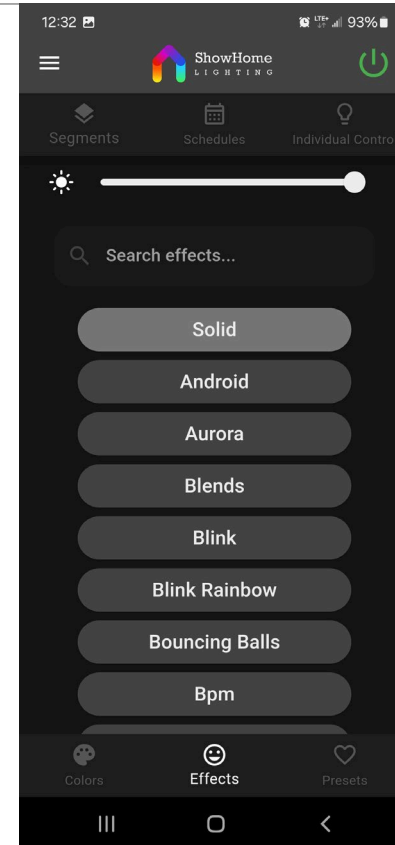 12:32 LTE+ 93%
ShowHome
LIGHTING
Segments Schedules Individual Contro
Search effects...
Solid
Android
Aurora
Blends
Blink
Blink Rainbow
Bouncing Balls
Bpm
Colors Effects Presets